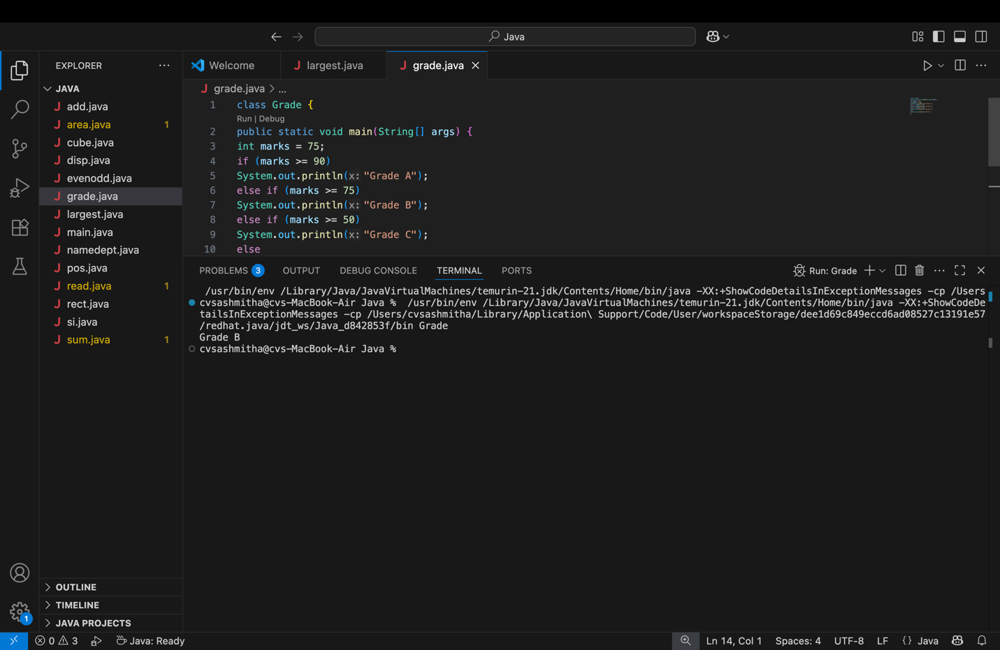 Java
EXPLORER
JAVA
add.java
area.java 1
cube.java
disp.java
evenodd.java
grade.java
largest.java
main.java
namedept.java
pos.java
read.java 1
rect.java
si.java
sum.java 1
OUTLINE
TIMELINE
JAVA PROJECTS
1
Welcome
largest.java
grade.java
grade.java > ...
1 class Grade {
Run | Debug
2 public static void main(String[] args) {
3 int marks = 75;
4 if (marks >= 90)
5 System.out.println(x: "Grade A");
6 else if (marks >= 75)
7 System.out.println(x: "Grade B");
8 else if (marks >= 50)
9 System.out.println(x: "Grade C");
10 else
PROBLEMS 3 OUTPUT DEBUG CONSOLE TERMINAL PORTS Run: Grade
/usr/bin/env /Library/Java/JavaVirtualMachines/temurin-21.jdk/Contents/Home/bin/java -XX:+ShowCodeDetailsInExceptionMessages -cp /Users
cvsashmitha@cvs-MacBook-Air Java %  /usr/bin/env /Library/Java/JavaVirtualMachines/temurin-21.jdk/Contents/Home/bin/java -XX:+ShowCodeDe
tailsInExceptionMessages -cp /Users/cvsashmitha/Library/Application\ Support/Code/User/workspaceStorage/dee1d69c849eccd6ad08527c13191e57
/redhat.java/jdt_ws/Java_d842853f/bin Grade
Grade B
cvsashmitha@cvs-MacBook-Air Java %
0 3 Java: Ready Ln 14, Col 1 Spaces: 4 UTF-8 LF {} Java